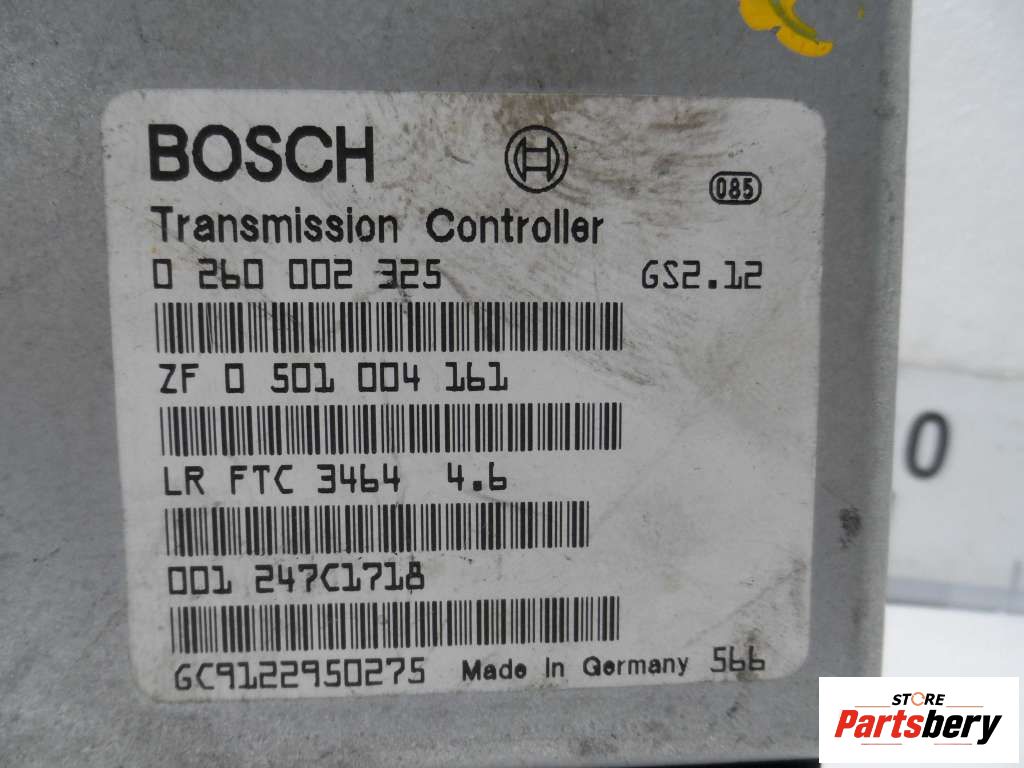 BOSCH
085
Transmission Controller
0 260 002 325 GS2.12
ZF 0 501 004 161
LR FTC 3464 4.6
001 247C1718
GC9122950275 Made in Germany 566
0
STORE
Partsbery